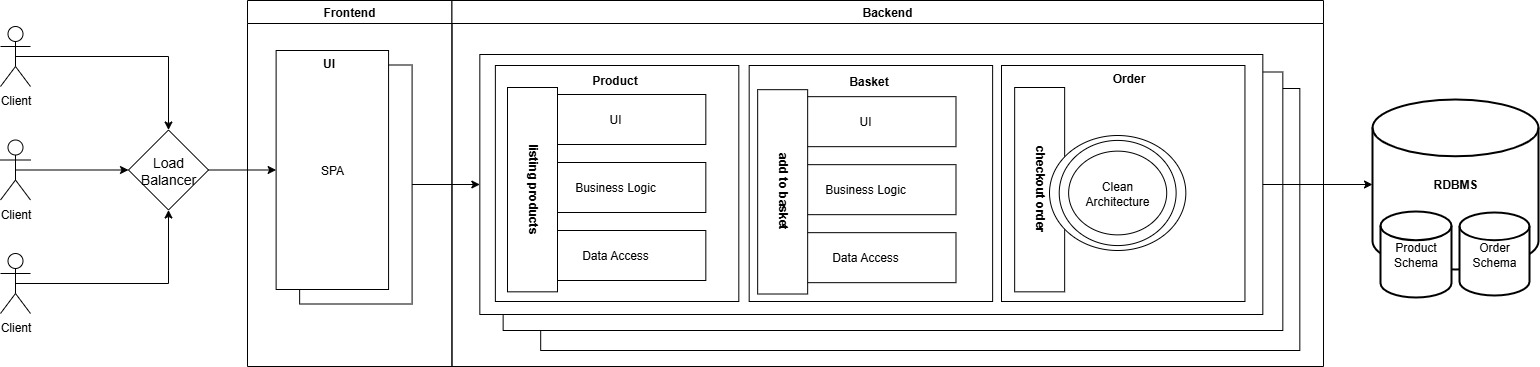 Frontend
Backend
Client
Client
Client
Load
Balancer
UI
SPA
Product
listing products
UI
Business Logic
Data Access
Basket
add to basket
UI
Business Logic
Data Access
Order
checkout order
Clean
Architecture
RDBMS
Product
Schema
Order
Schema